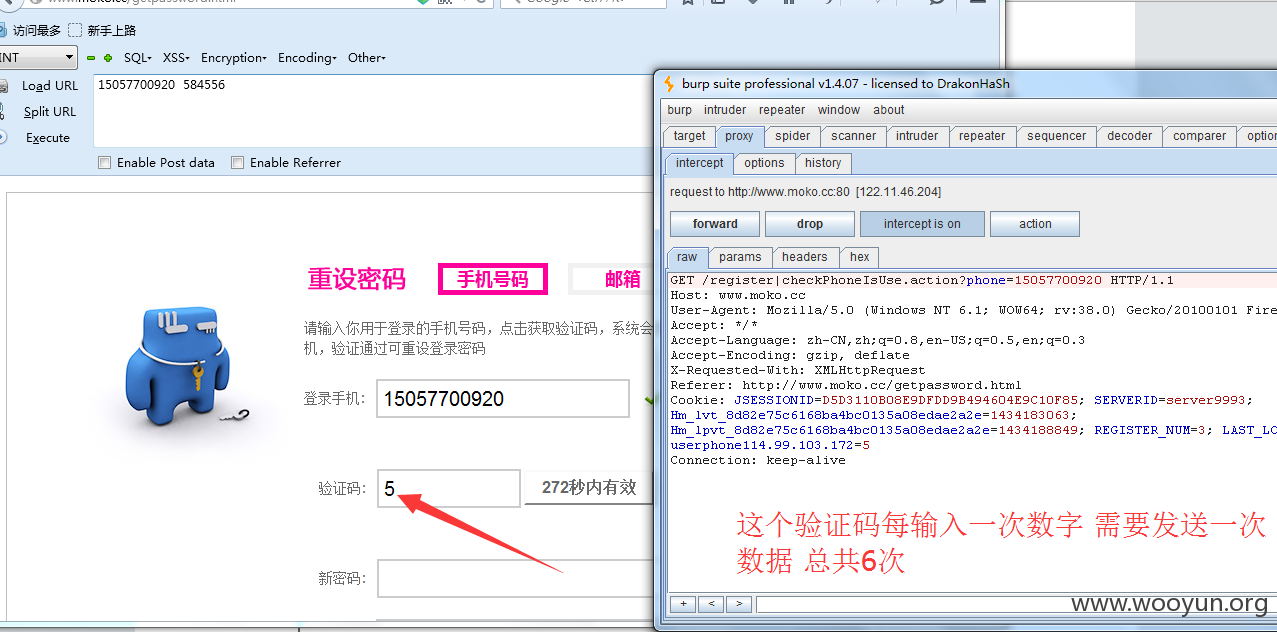 www.moko.cc/getpassword.html
访问最多 新手上路
INT SQL- XSS- Encryption- Encoding- Other-
Load URL 15057700920 584556
Split URL
Execute
Enable Post data Enable Referrer
重设密码 手机号码 邮箱
请输入你用于登录的手机号码，点击获取验证码，系统会
机，验证通过可重设登录密码
登录手机: 15057700920
验证码: 5 272秒内有效
新密码:
burp suite professional v1.4.07 - licensed to DrakonHaSh
burp intruder repeater window about
target proxy spider scanner intruder repeater sequencer decoder comparer option
intercept options history
request to http://www.moko.cc:80 [122.11.46.204]
forward drop intercept is on action
raw params headers hex
GET /register|checkPhoneIsUse.action?phone=15057700920 HTTP/1.1
Host: www.moko.cc
User-Agent: Mozilla/5.0 (Windows NT 6.1; WOW64; rv:38.0) Gecko/20100101 Fire
Accept: */*
Accept-Language: zh-CN,zh;q=0.8,en-US;q=0.5,en;q=0.3
Accept-Encoding: gzip, deflate
X-Requested-With: XMLHttpRequest
Referer: http://www.moko.cc/getpassword.html
Cookie: JSESSIONID=D5D3110B08E9DFDD9B494604E9C10F85; SERVERID=server9993;
Hm_lvt_8d82e75c6168ba4bc0135a08edae2a2e=1434183063;
Hm_lpvt_8d82e75c6168ba4bc0135a08edae2a2e=1434188849; REGISTER_NUM=3; LAST_LO
userphone114.99.103.172=5
Connection: keep-alive
这个验证码每输入一次数字 需要发送一次
数据 总共6次
+ < >
www.wooyun.org